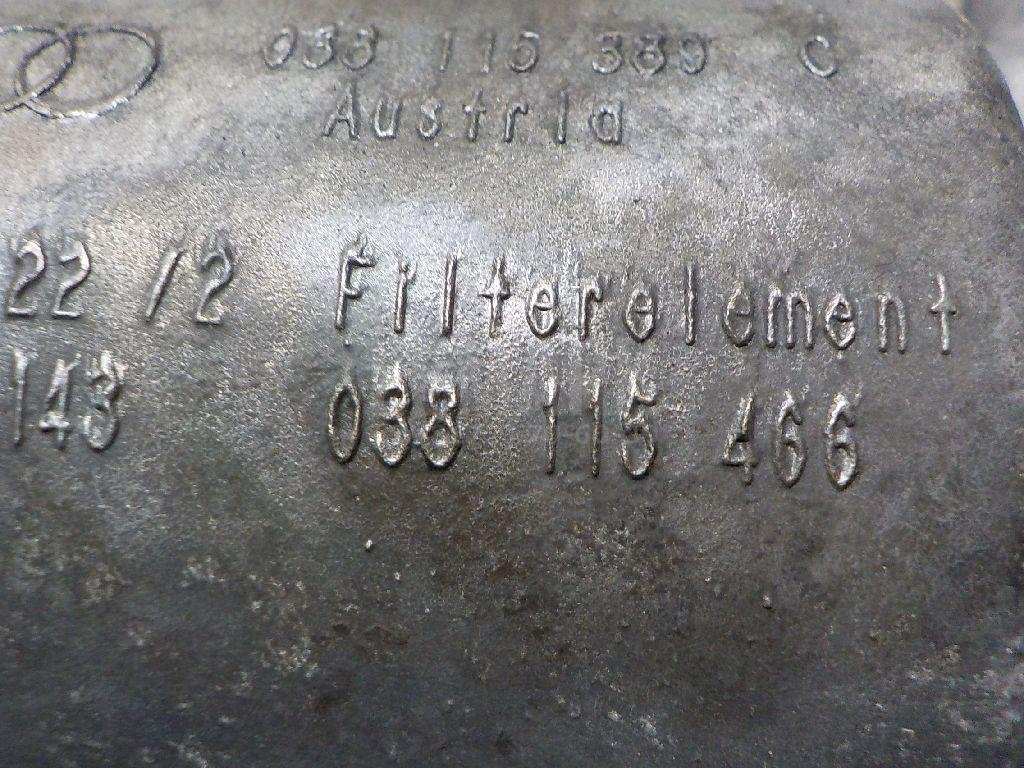 038 115 389 C
Austria
22 / 2 Filterelement
143 038 115 466